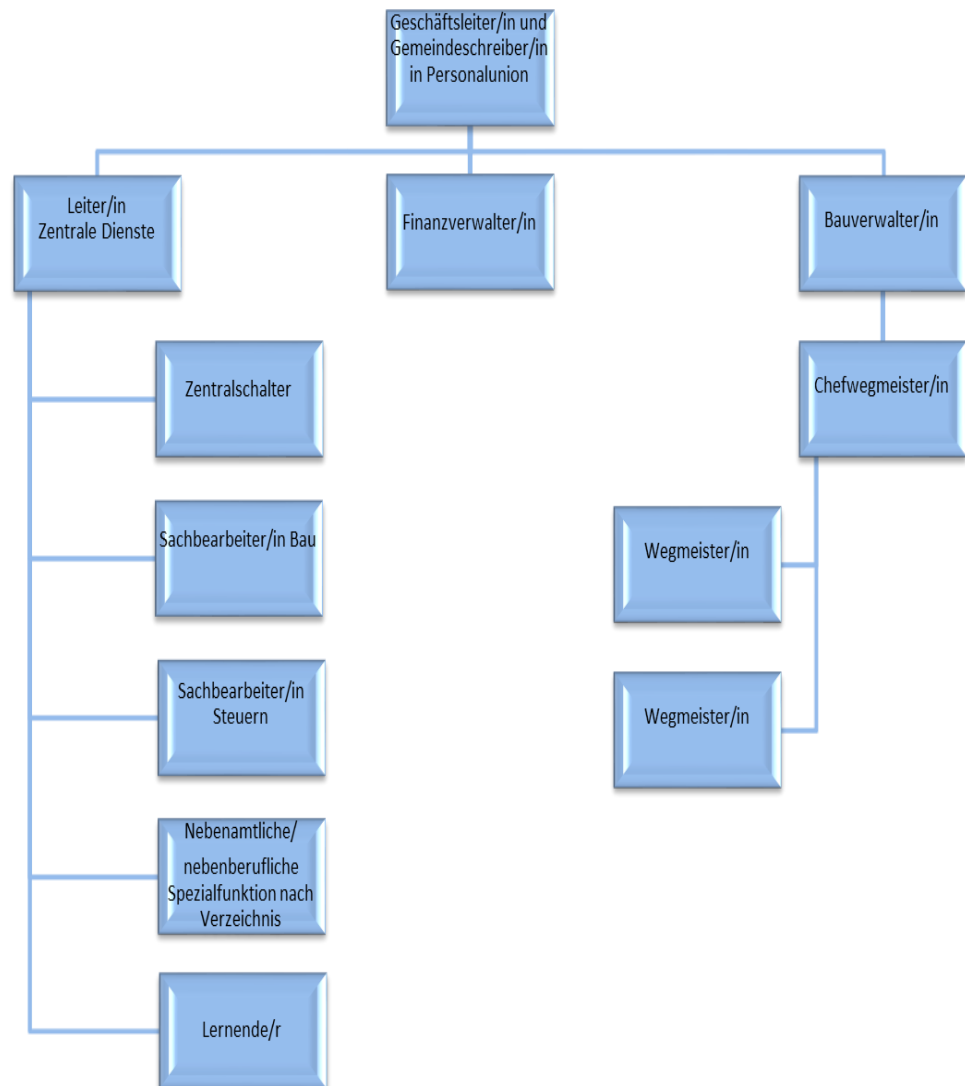 Geschäftsleiter/in und
Gemeindeschreiber/in
in Personalunion
Leiter/in
Zentrale Dienste
Finanzverwalter/in
Bauverwalter/in
Zentralschalter
Chefwegmeister/in
Sachbearbeiter/in Bau
Wegmeister/in
Sachbearbeiter/in
Steuern
Wegmeister/in
Nebenamtliche/
nebenberufliche
Spezialfunktion nach
Verzeichnis
Lernende/r